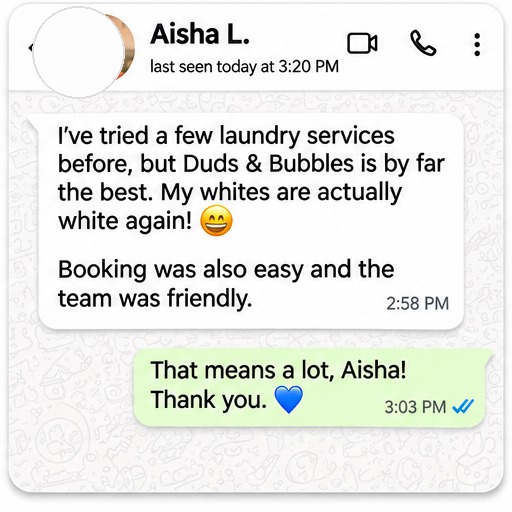 Aisha L.
last seen today at 3:20 PM
I’ve tried a few laundry services
before, but Duds & Bubbles is by far
the best. My whites are actually
white again! 😄
Booking was also easy and the
team was friendly.
2:58 PM
That means a lot, Aisha!
Thank you. 💙
3:03 PM